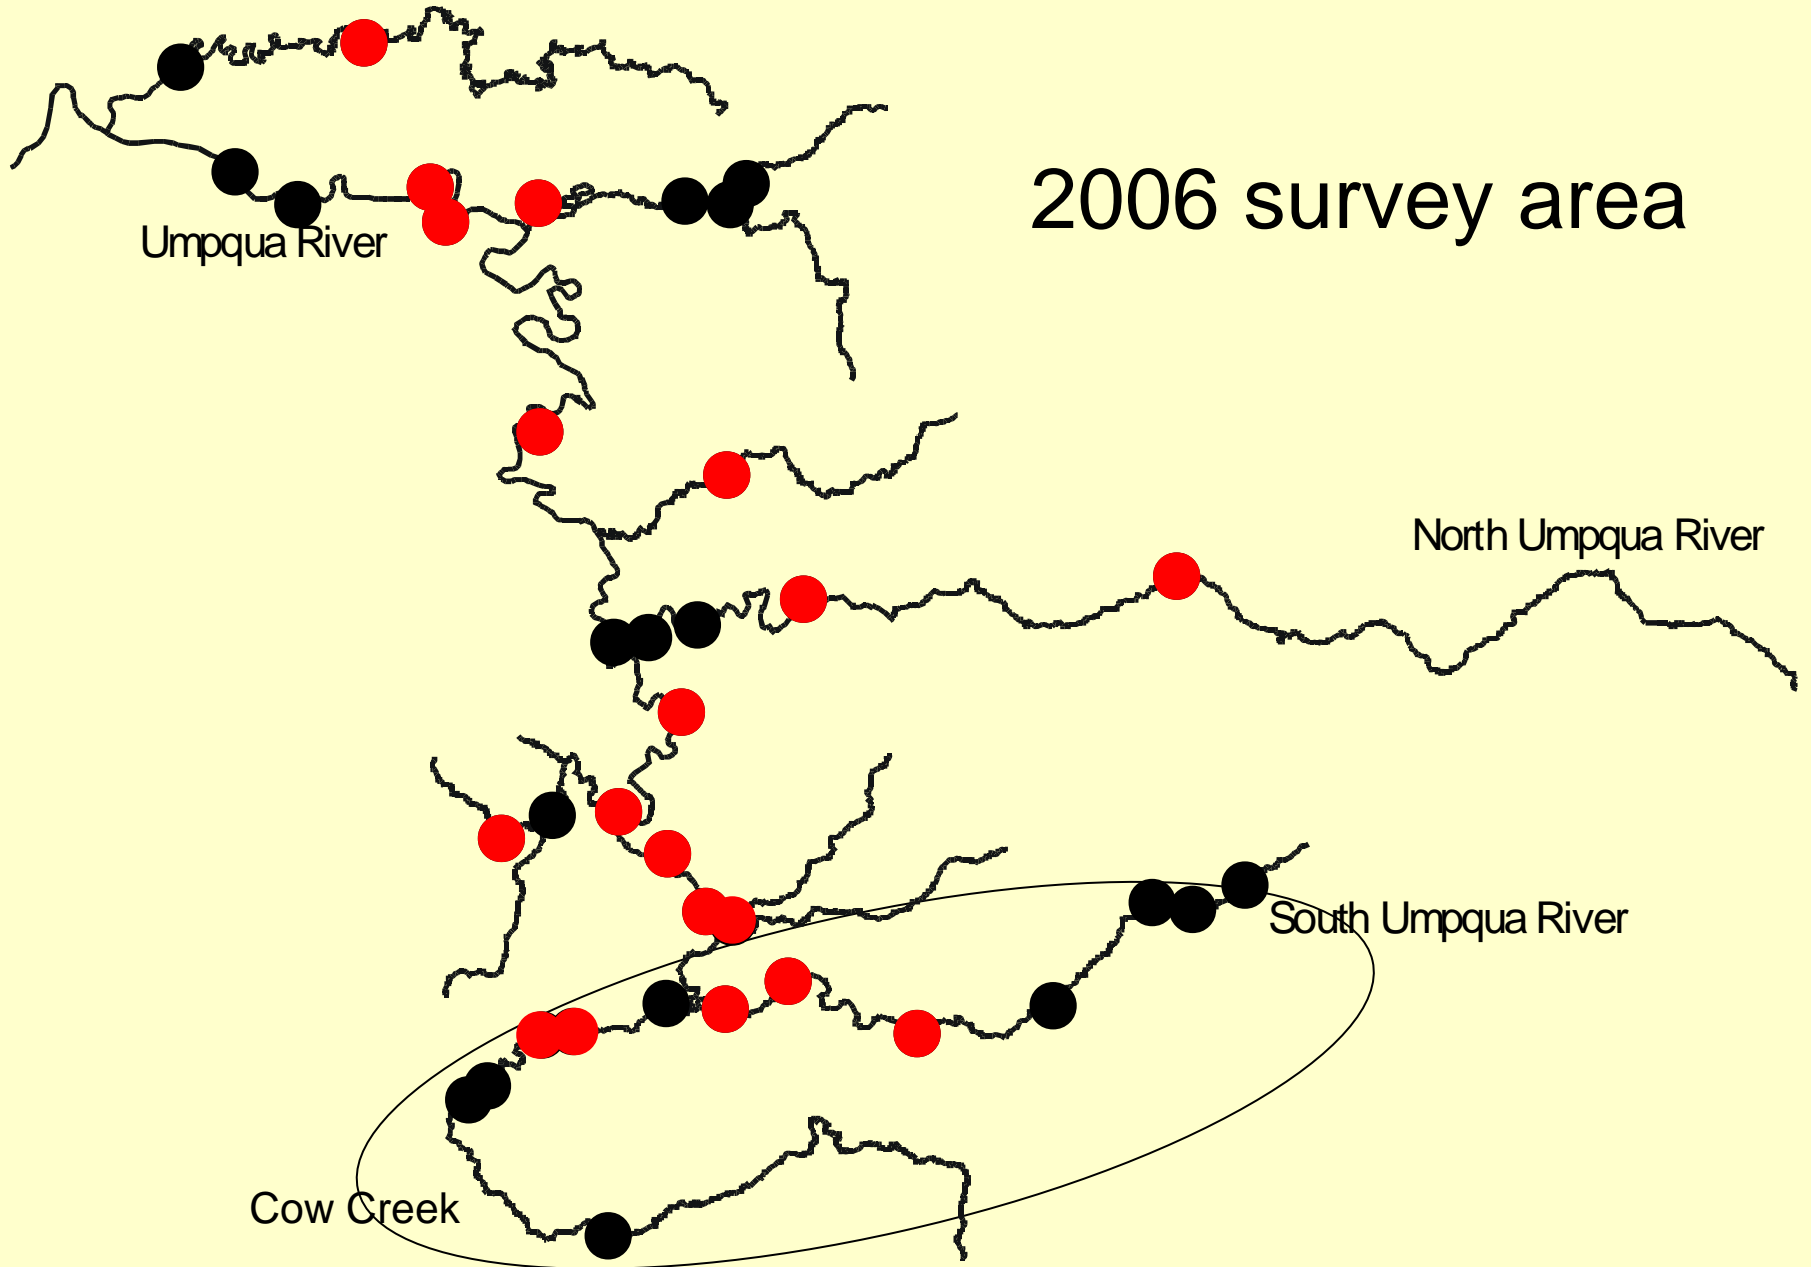 2006 survey area
Umpqua River
North Umpqua River
South Umpqua River
Cow Creek